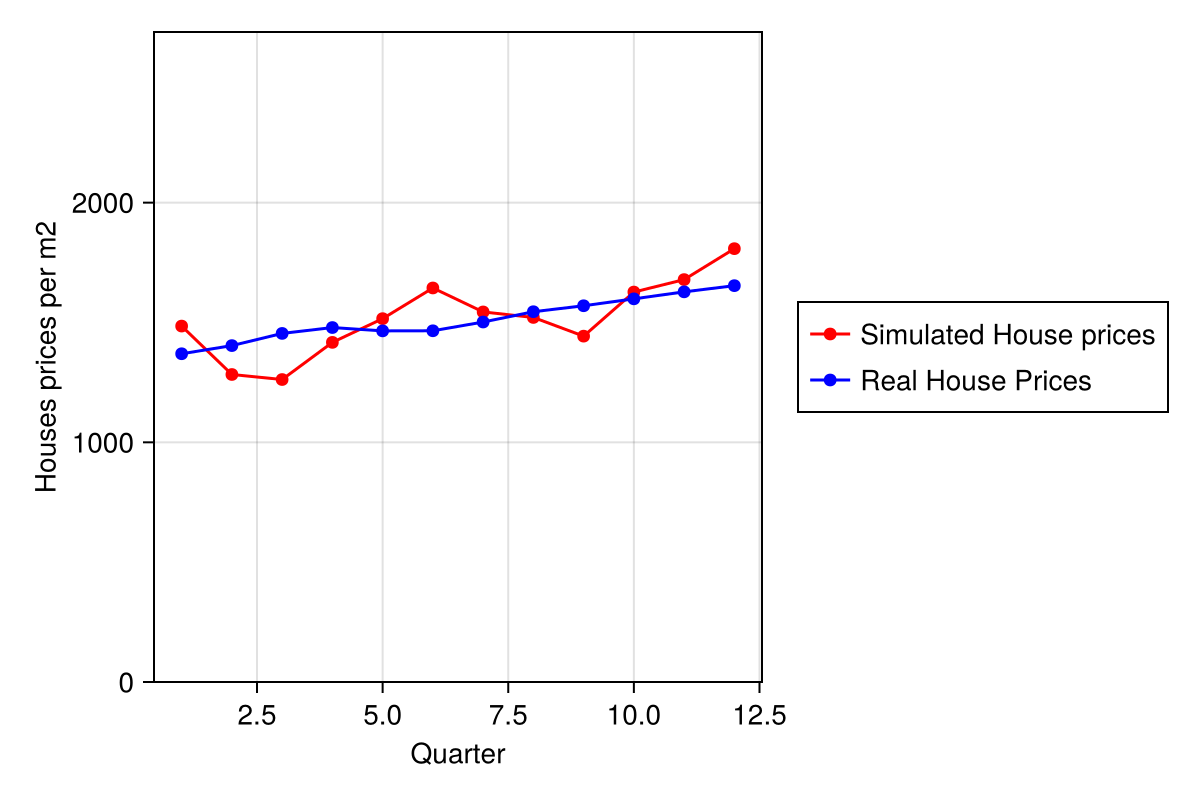 Houses prices per m2
2000
1000
0
2.5 5.0 7.5 10.0 12.5
Quarter
Simulated House prices
Real House Prices